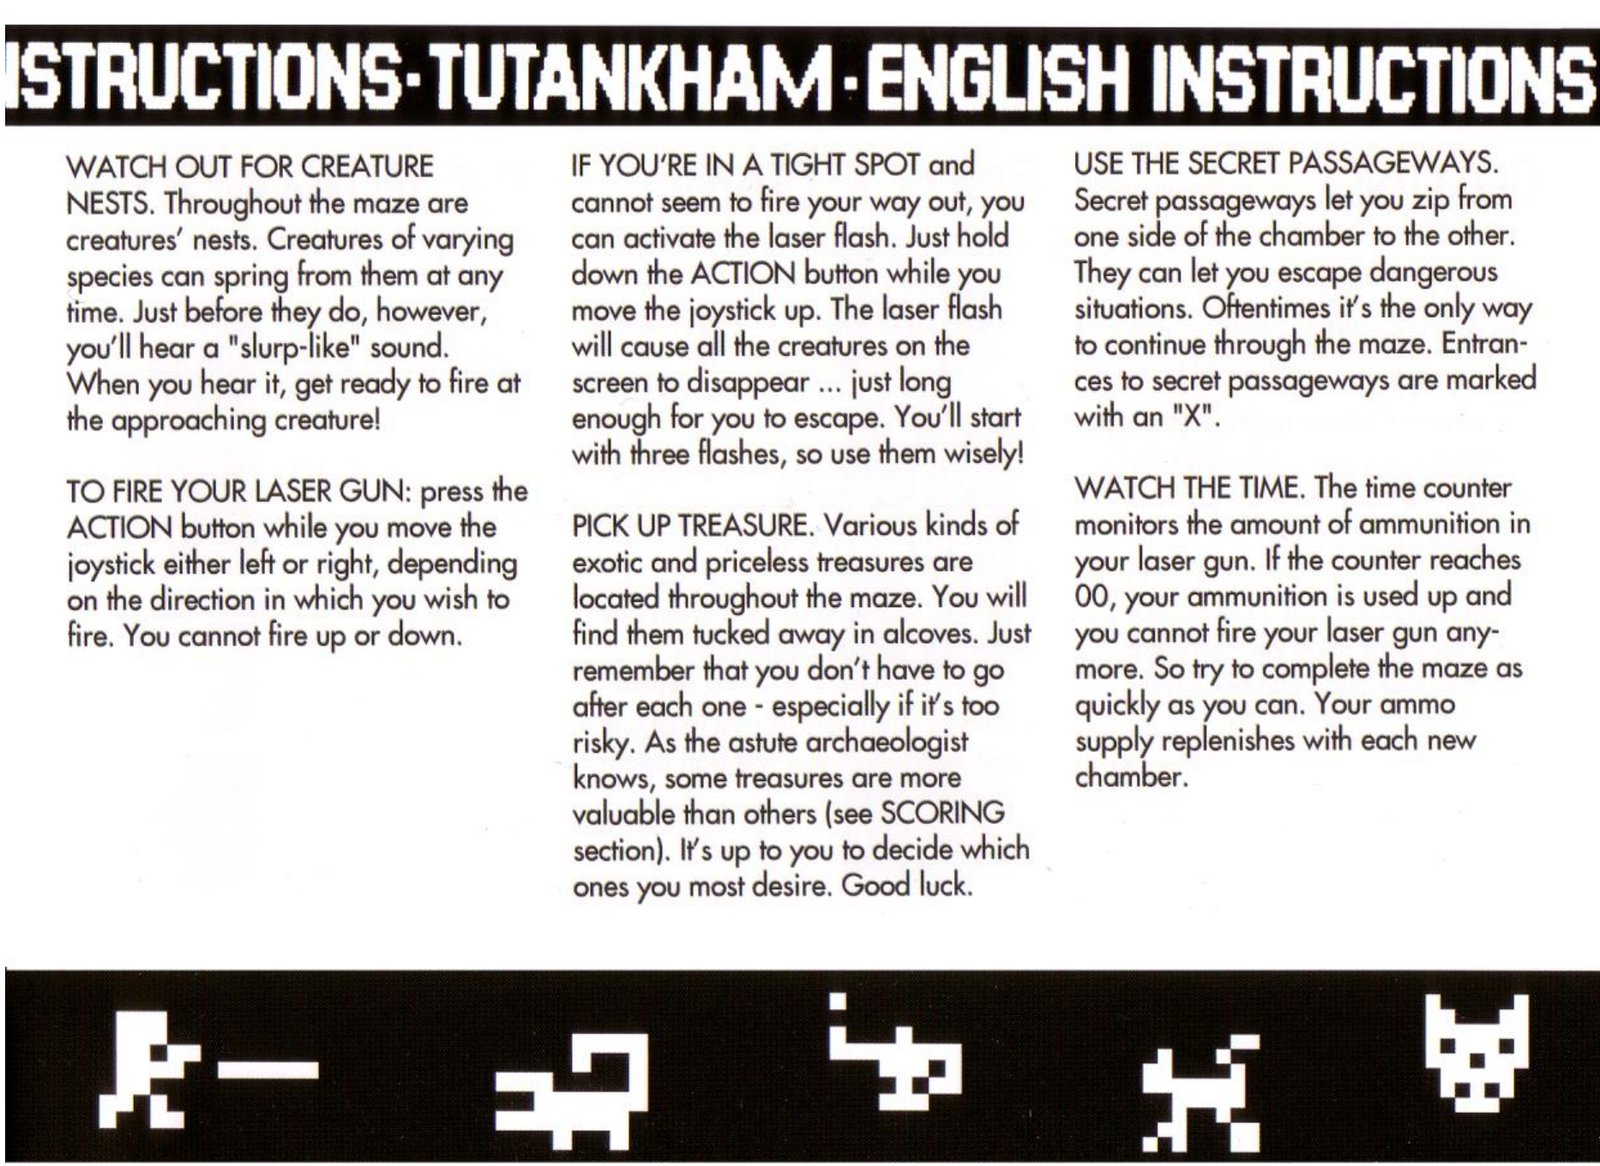 STRUCTIONS·TUTANKHAM·ENGLISH INSTRUCTIONS
WATCH OUT FOR CREATURE
NESTS. Throughout the maze are
creatures' nests. Creatures of varying
species can spring from them at any
time. Just before they do, however,
you'll hear a "slurp-like" sound.
When you hear it, get ready to fire at
the approaching creature!
TO FIRE YOUR LASER GUN: press the
ACTION button while you move the
joystick either left or right, depending
on the direction in which you wish to
fire. You cannot fire up or down.
IF YOU'RE IN A TIGHT SPOT and
cannot seem to fire your way out, you
can activate the laser flash. Just hold
down the ACTION button while you
move the joystick up. The laser flash
will cause all the creatures on the
screen to disappear ... just long
enough for you to escape. You'll start
with three flashes, so use them wisely!
PICK UP TREASURE. Various kinds of
exotic and priceless treasures are
located throughout the maze. You will
find them tucked away in alcoves. Just
remember that you don't have to go
after each one - especially if it's too
risky. As the astute archaeologist
knows, some treasures are more
valuable than others (see SCORING
section). It's up to you to decide which
ones you most desire. Good luck.
USE THE SECRET PASSAGEWAYS.
Secret passageways let you zip from
one side of the chamber to the other.
They can let you escape dangerous
situations. Oftentimes it's the only way
to continue through the maze. Entran-
ces to secret passageways are marked
with an "X".
WATCH THE TIME. The time counter
monitors the amount of ammunition in
your laser gun. If the counter reaches
00, your ammunition is used up and
you cannot fire your laser gun any-
more. So try to complete the maze as
quickly as you can. Your ammo
supply replenishes with each new
chamber.